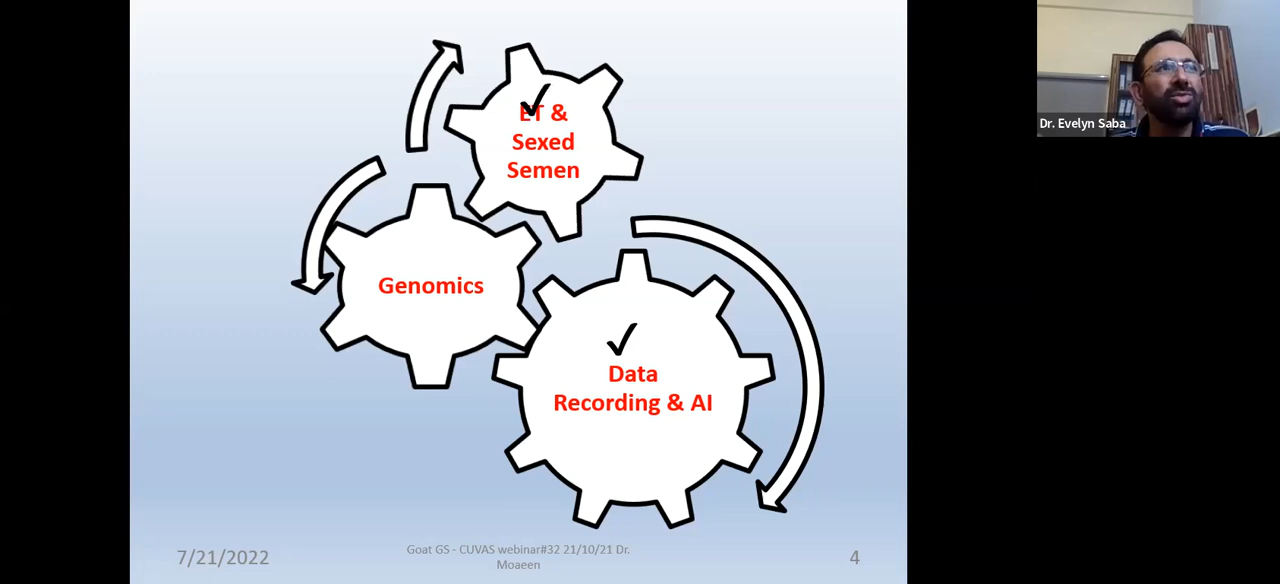 ET &
Sexed
Semen
Genomics
Data
Recording & AI
7/21/2022
Goat GS - CUVAS webinar#32 21/10/21 Dr.
Moaeen
4
Dr. Evelyn Saba